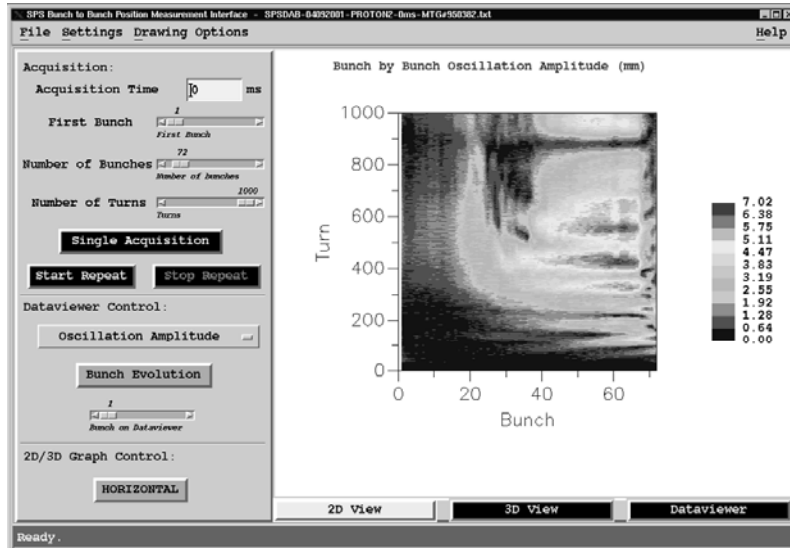 SPS Bunch to Bunch Position Measurement Interface - SPSDAB-04092001-PROTON2-0ms-MTG#950382.txt
File Settings Drawing Options Help
Acquisition:
Acquisition Time 0 ms
1
First Bunch
First Bunch
72
Number of Bunches
Number of bunches
1000
Number of Turns
Turns
Single Acquisition
Start Repeat Stop Repeat
Dataviewer Control:
Oscillation Amplitude
Bunch Evolution
1
Bunch on Dataviewer
2D/3D Graph Control:
HORIZONTAL
Bunch by Bunch Oscillation Amplitude (mm)
1000
800
600
400
200
0
Turn
0 20 40 60
Bunch
7.02
6.38
5.75
5.11
4.47
3.83
3.19
2.55
1.92
1.28
0.64
0.00
2D View 3D View Dataviewer
Ready.